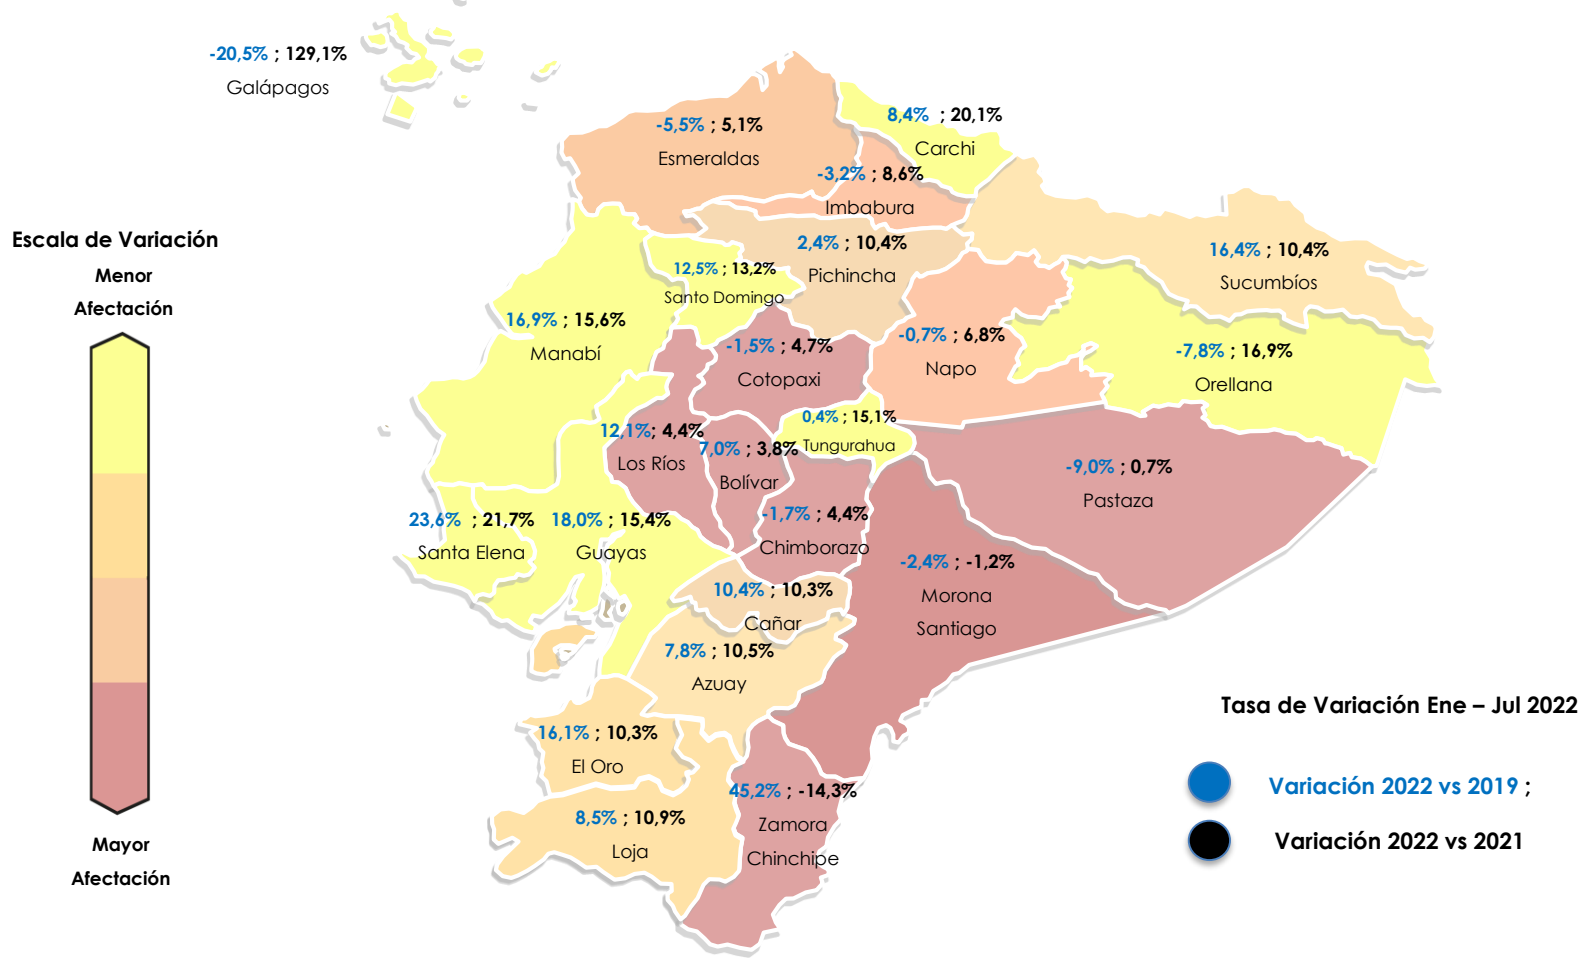 -20,5% ; 129,1%
Galápagos
-5,5% ; 5,1%
Esmeraldas
8,4% ; 20,1%
Carchi
-3,2% ; 8,6%
Imbabura
Escala de Variación
Menor
Afectación
2,4% ; 10,4%
Pichincha
16,4% ; 10,4%
Sucumbíos
12,5% ; 13,2%
Santo Domingo
16,9% ; 15,6%
Manabí
-1,5% ; 4,7%
Cotopaxi
-0,7% ; 6,8%
Napo
-7,8% ; 16,9%
Orellana
12,1%; 4,4%
Los Ríos
7,0% ; 3,8%
Bolívar
0,4% ; 15,1%
Tungurahua
-9,0% ; 0,7%
Pastaza
23,6% ; 21,7%
Santa Elena
18,0% ; 15,4%
Guayas
-1,7% ; 4,4%
Chimborazo
-2,4% ; -1,2%
Morona
Santiago
10,4% ; 10,3%
Cañar
7,8% ; 10,5%
Azuay
16,1% ; 10,3%
El Oro
45,2% ; -14,3%
Zamora
Chinchipe
8,5% ; 10,9%
Loja
Mayor
Afectación
Tasa de Variación Ene – Jul 2022
Variación 2022 vs 2019 ;
Variación 2022 vs 2021